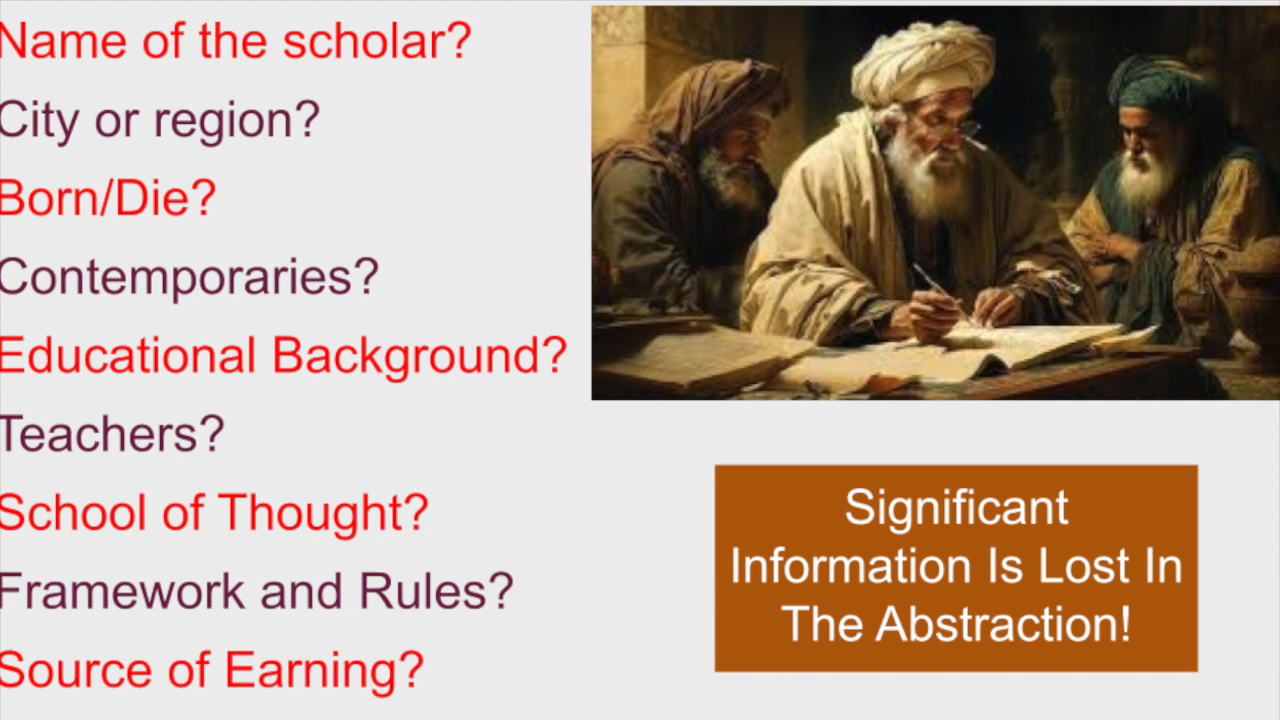 Name of the scholar?
City or region?
Born/Die?
Contemporaries?
Educational Background?
Teachers?
School of Thought?
Framework and Rules?
Source of Earning?
Significant
Information Is Lost In
The Abstraction!